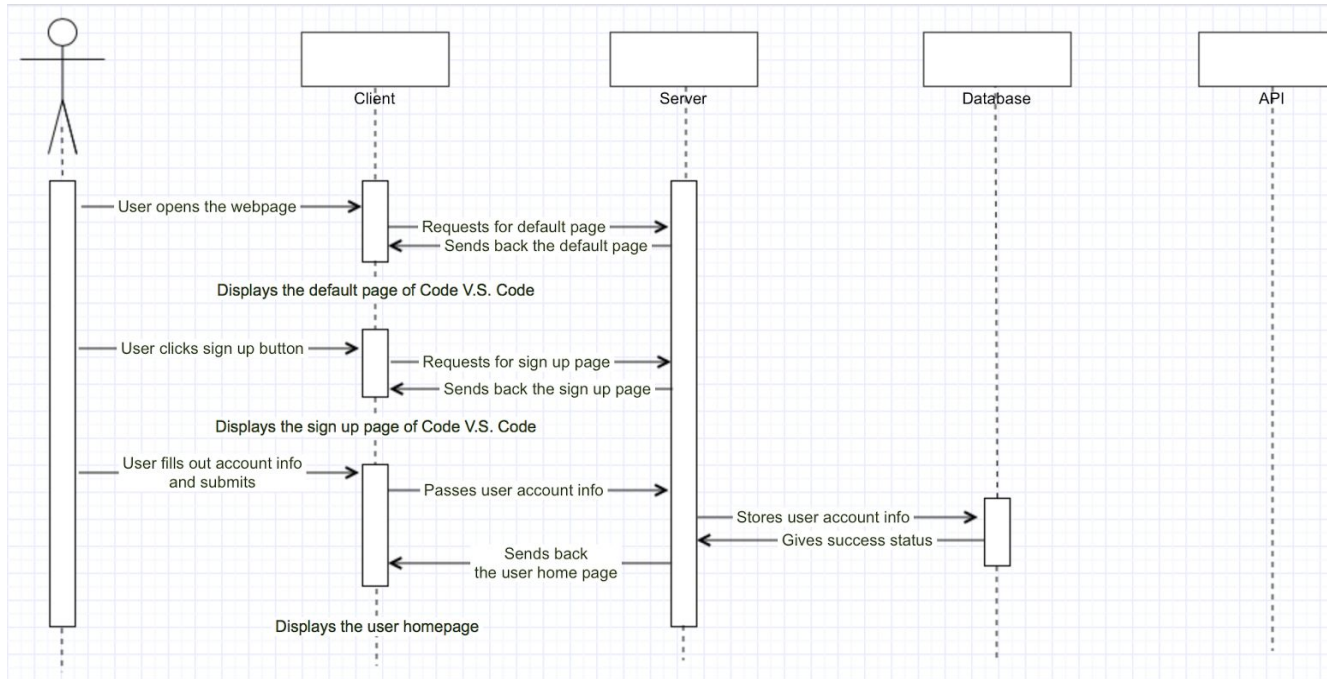 Client
Server
Database
API
User opens the webpage
Requests for default page
Sends back the default page
Displays the default page of Code V.S. Code
User clicks sign up button
Requests for sign up page
Sends back the sign up page
Displays the sign up page of Code V.S. Code
User fills out account info
and submits
Passes user account info
Stores user account info
Gives success status
Sends back
the user home page
Displays the user homepage